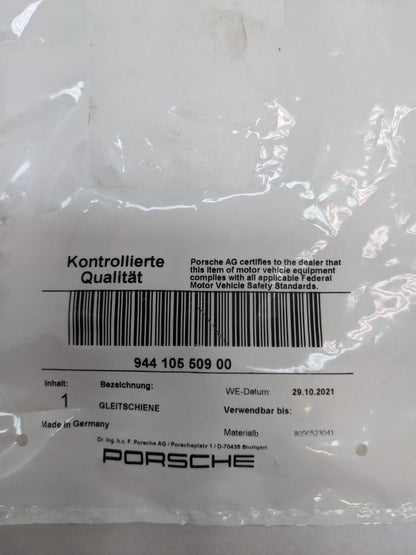 Kontrollierte
Qualität
Porsche AG certifies to the dealer that
this item of motor vehicle equipment
complies with all applicable Federal
Motor Vehicle Safety Standards.
944 105 509 00
Inhalt: Bezeichnung: WE-Datum 29.10.2021
1 GLEITSCHIENE Verwendbar bis:
Made in Germany Materialb. 8050523041
Dr. Ing. h.c. F. Porsche AG / Porscheplatz 1 / D-70435 Stuttgart
PORSCHE